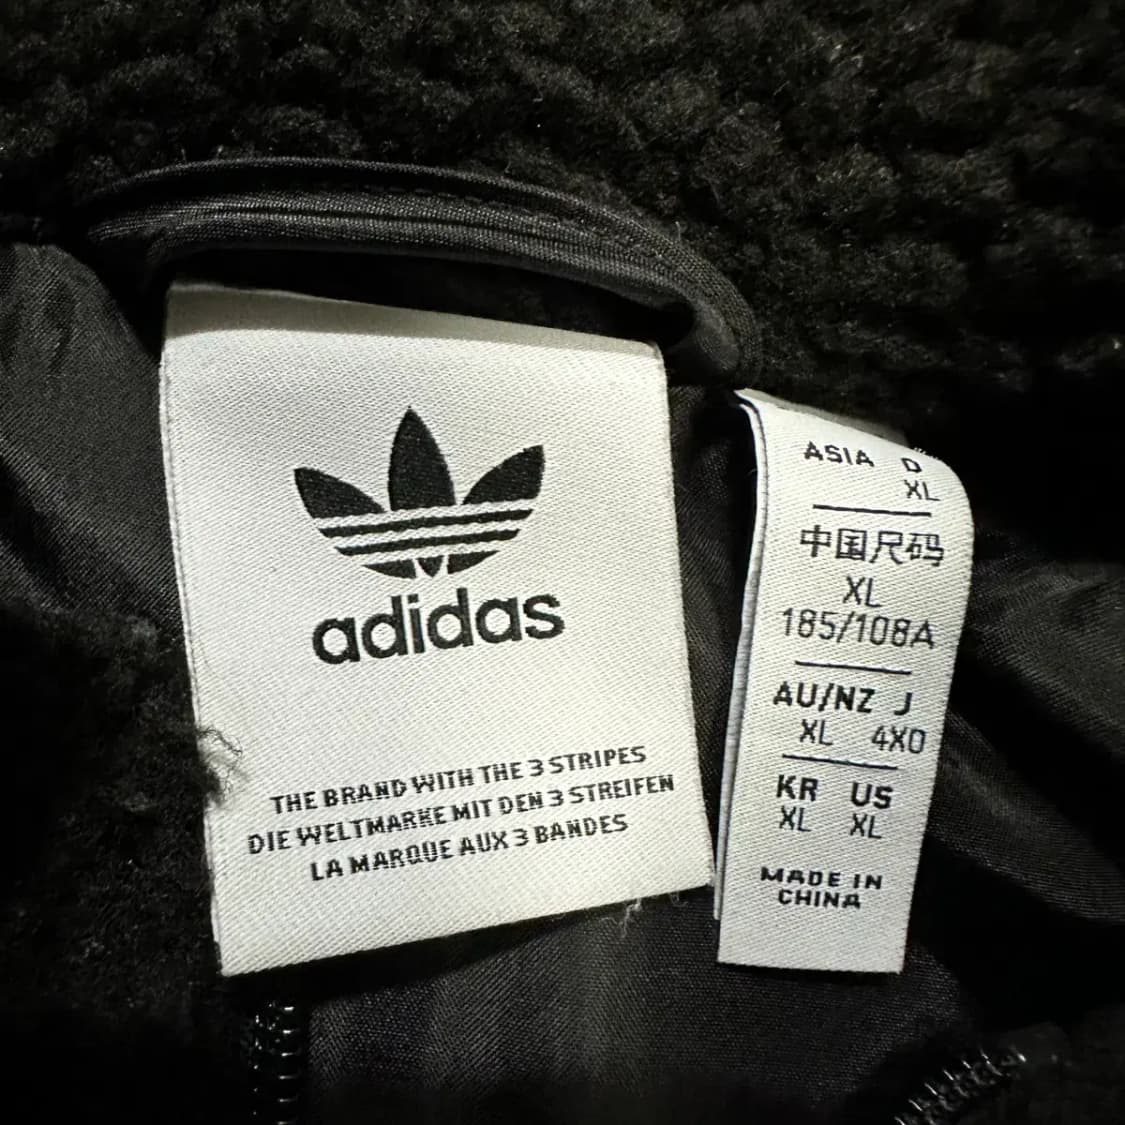 adidas
THE BRAND WITH THE 3 STRIPES
DIE WELTMARKE MIT DEN 3 STREIFEN
LA MARQUE AUX 3 BANDES
ASIA D
XL
中国尺码
XL
185/108A
AU/NZ J
XL 4XO
KR US
XL XL
MADE IN
CHINA